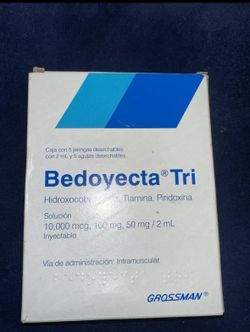 Caja con 5 jeringas desechables
con 2 mL y 5 agujas desechables.
Bedoyecta® Tri
Tiamina, Piridoxina
Solución
10,000 mcg, 100 mg, 50 mg / 2 mL
Inyectable
Vía de administración: Intramuscular
GROSSMAN®